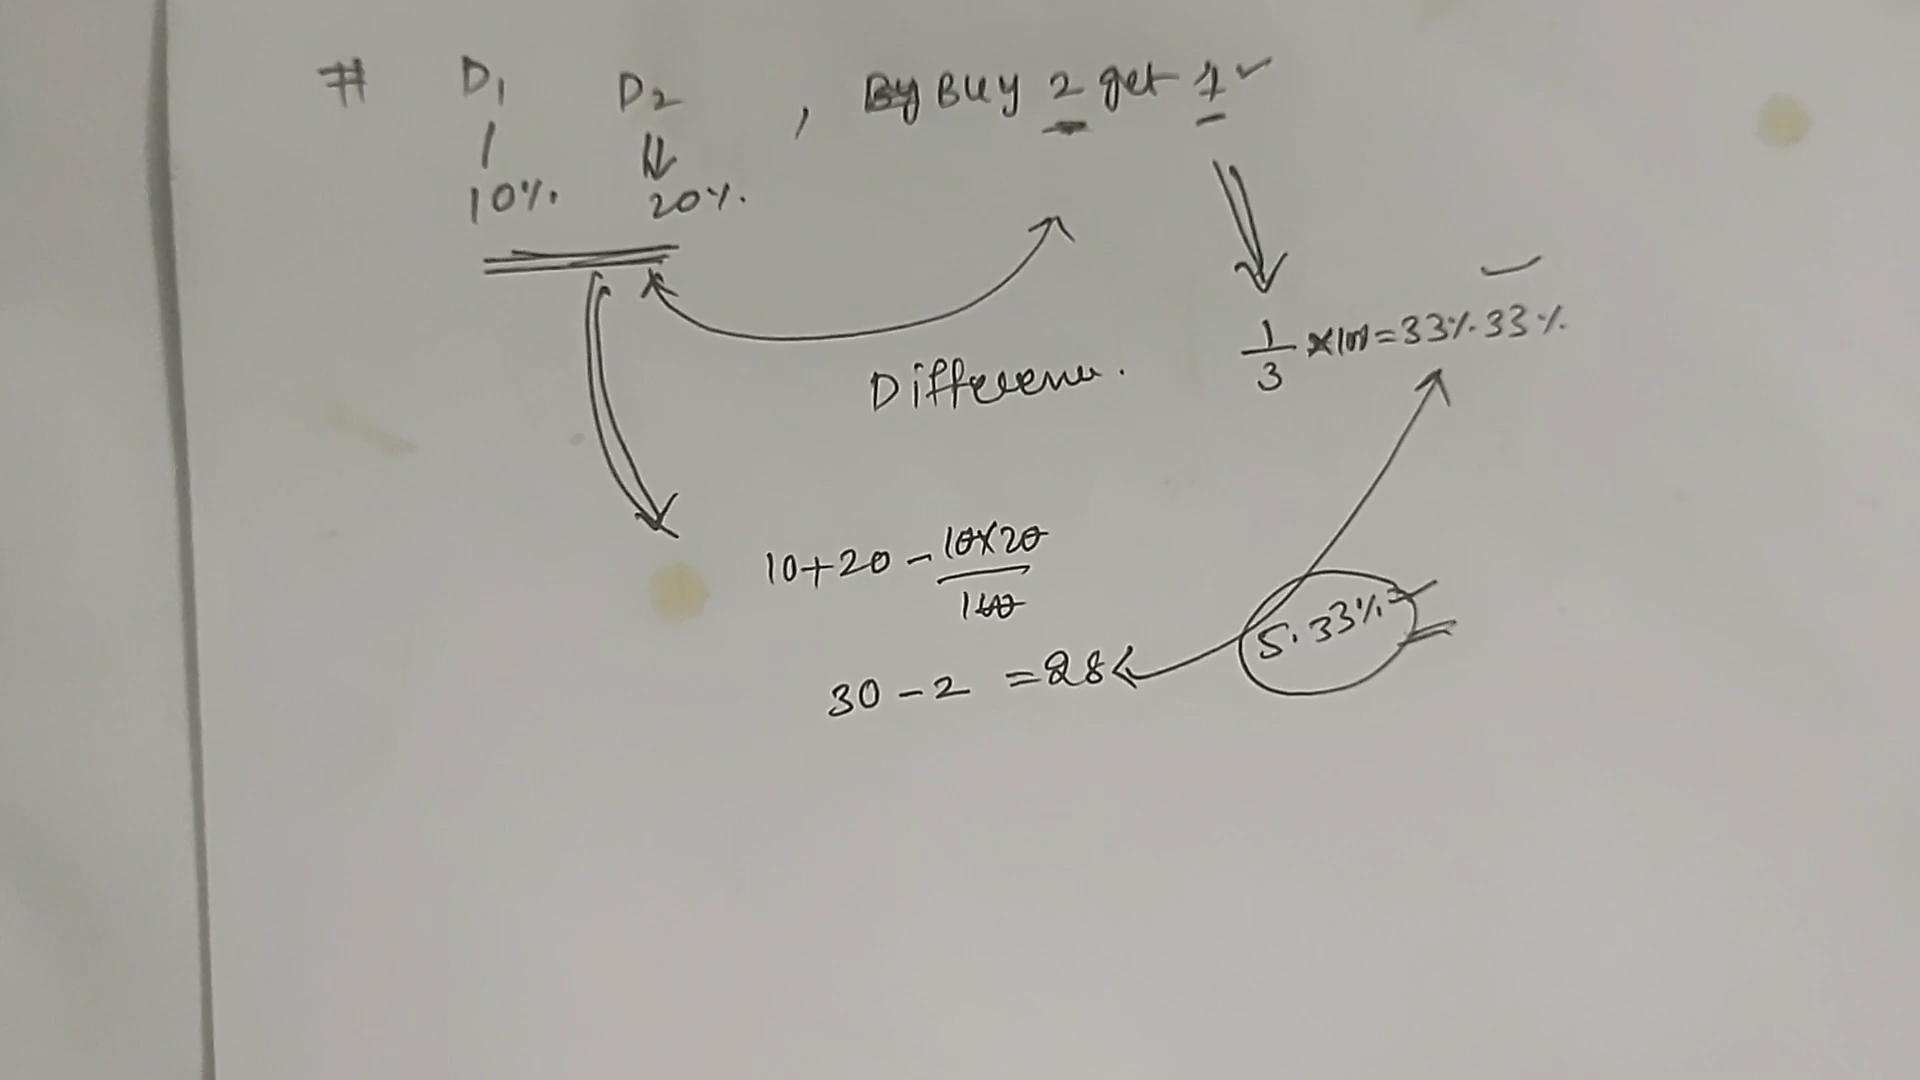 # D1 D2 , By Buy 2 get 1
10% 20%
1/3 × 100 = 33%.33%
Difference.
10+20 - 10×20/100
5.33%
30 - 2 = 28